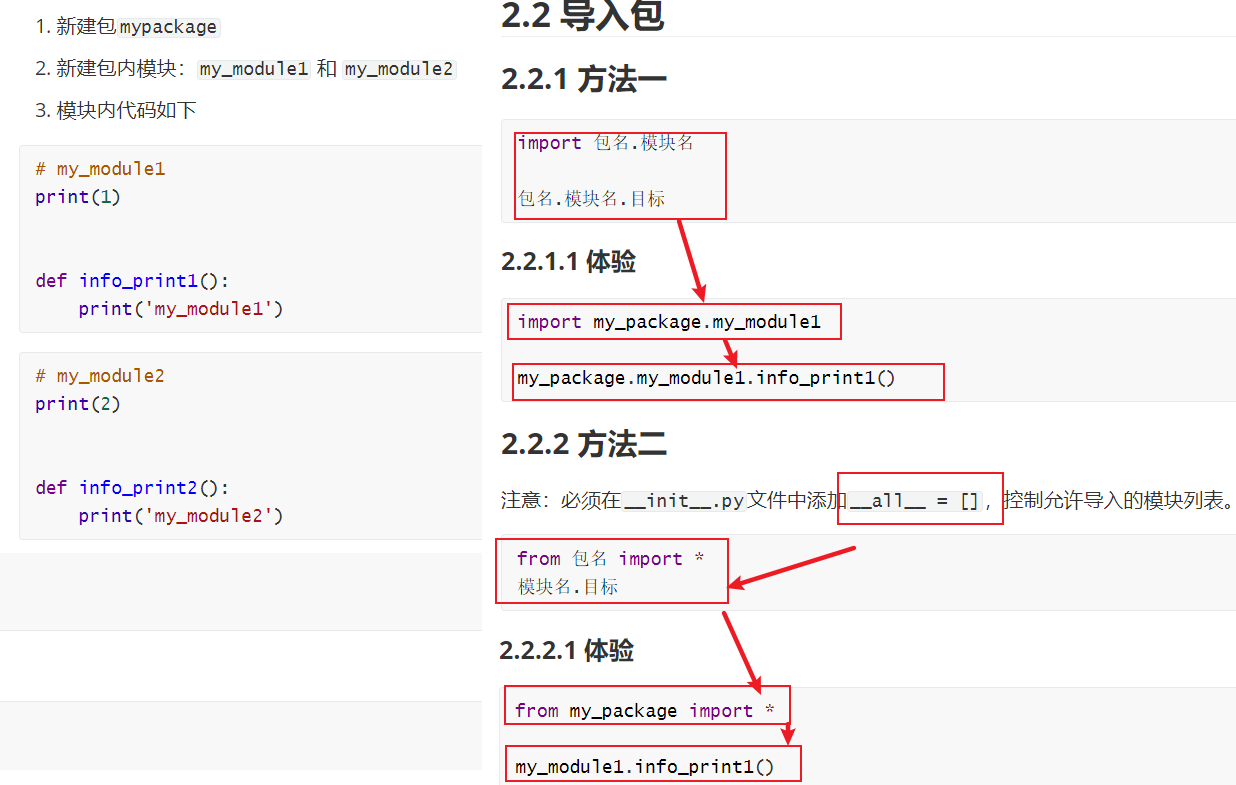 1. 新建包mypackage
2. 新建包内模块：my_module1 和 my_module2
3. 模块内代码如下
# my_module1
print(1)
def info_print1():
print('my_module1')
# my_module2
print(2)
def info_print2():
print('my_module2')
2.2 导入包
2.2.1 方法一
import 包名.模块名
包名.模块名.目标
2.2.1.1 体验
import my_package.my_module1
my_package.my_module1.info_print1()
2.2.2 方法二
注意：必须在__init__.py文件中添加__all__ = []，控制允许导入的模块列表。
from 包名 import *
模块名.目标
2.2.2.1 体验
from my_package import *
my_module1.info_print1()